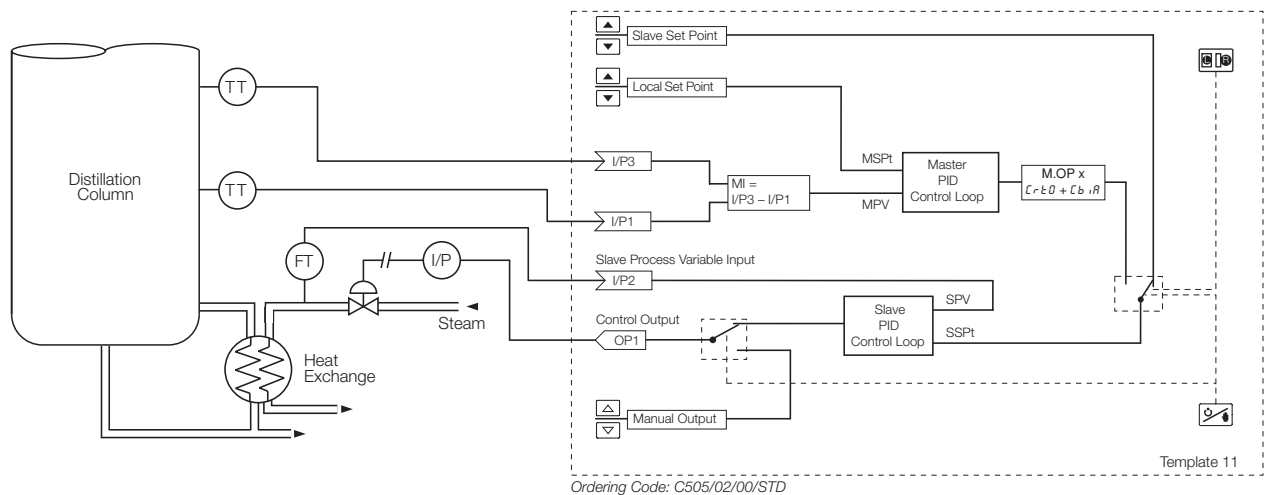 Slave Set Point
Local Set Point
L R
TT
TT
Distillation
Column
I/P3
I/P1
MI =
I/P3 – I/P1
MSPt
MPV
Master
PID
Control Loop
M.OP x
CrtO + CbiA
FT
I/P
Steam
Slave Process Variable Input
I/P2
Control Output
OP1
Slave
PID
Control Loop
SPV
SSPt
Heat
Exchange
Manual Output
Template 11
Ordering Code: C505/02/00/STD